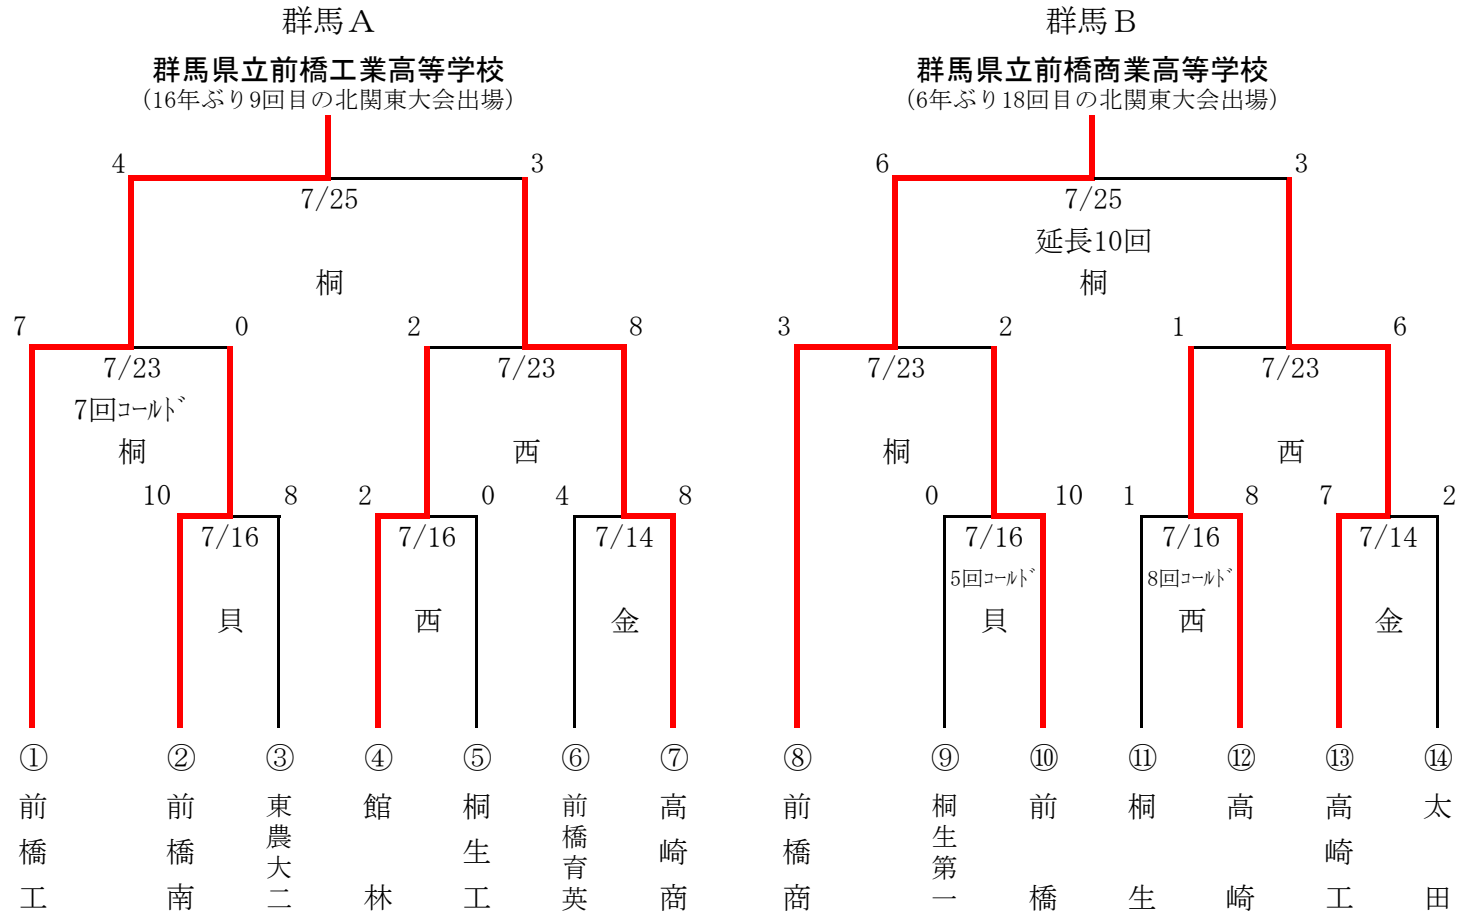 群馬A
群馬B
群馬県立前橋工業高等学校
群馬県立前橋商業高等学校
(16年ぶり9回目の北関東大会出場)
(6年ぶり18回目の北関東大会出場)
4 3
6 3
7/25
7/25
延長10回
桐
桐
7 0 2 8
3 2 1 6
7/23 7/23
7/23 7/23
7回コールド
桐 西
桐 西
10 8 2 0 4 8
0 10 1 8 7 2
7/16 7/16 7/14
7/16 7/16 7/14
5回コールド 8回コールド
貝 西 金
貝 西 金
① ② ③ ④ ⑤ ⑥ ⑦ ⑧ ⑨ ⑩ ⑪ ⑫ ⑬ ⑭
前橋工
前橋南
東農大二
館林
桐生工
前橋育英
高崎商
前橋商
桐生第一
前橋
桐生
高崎
高崎工
太田